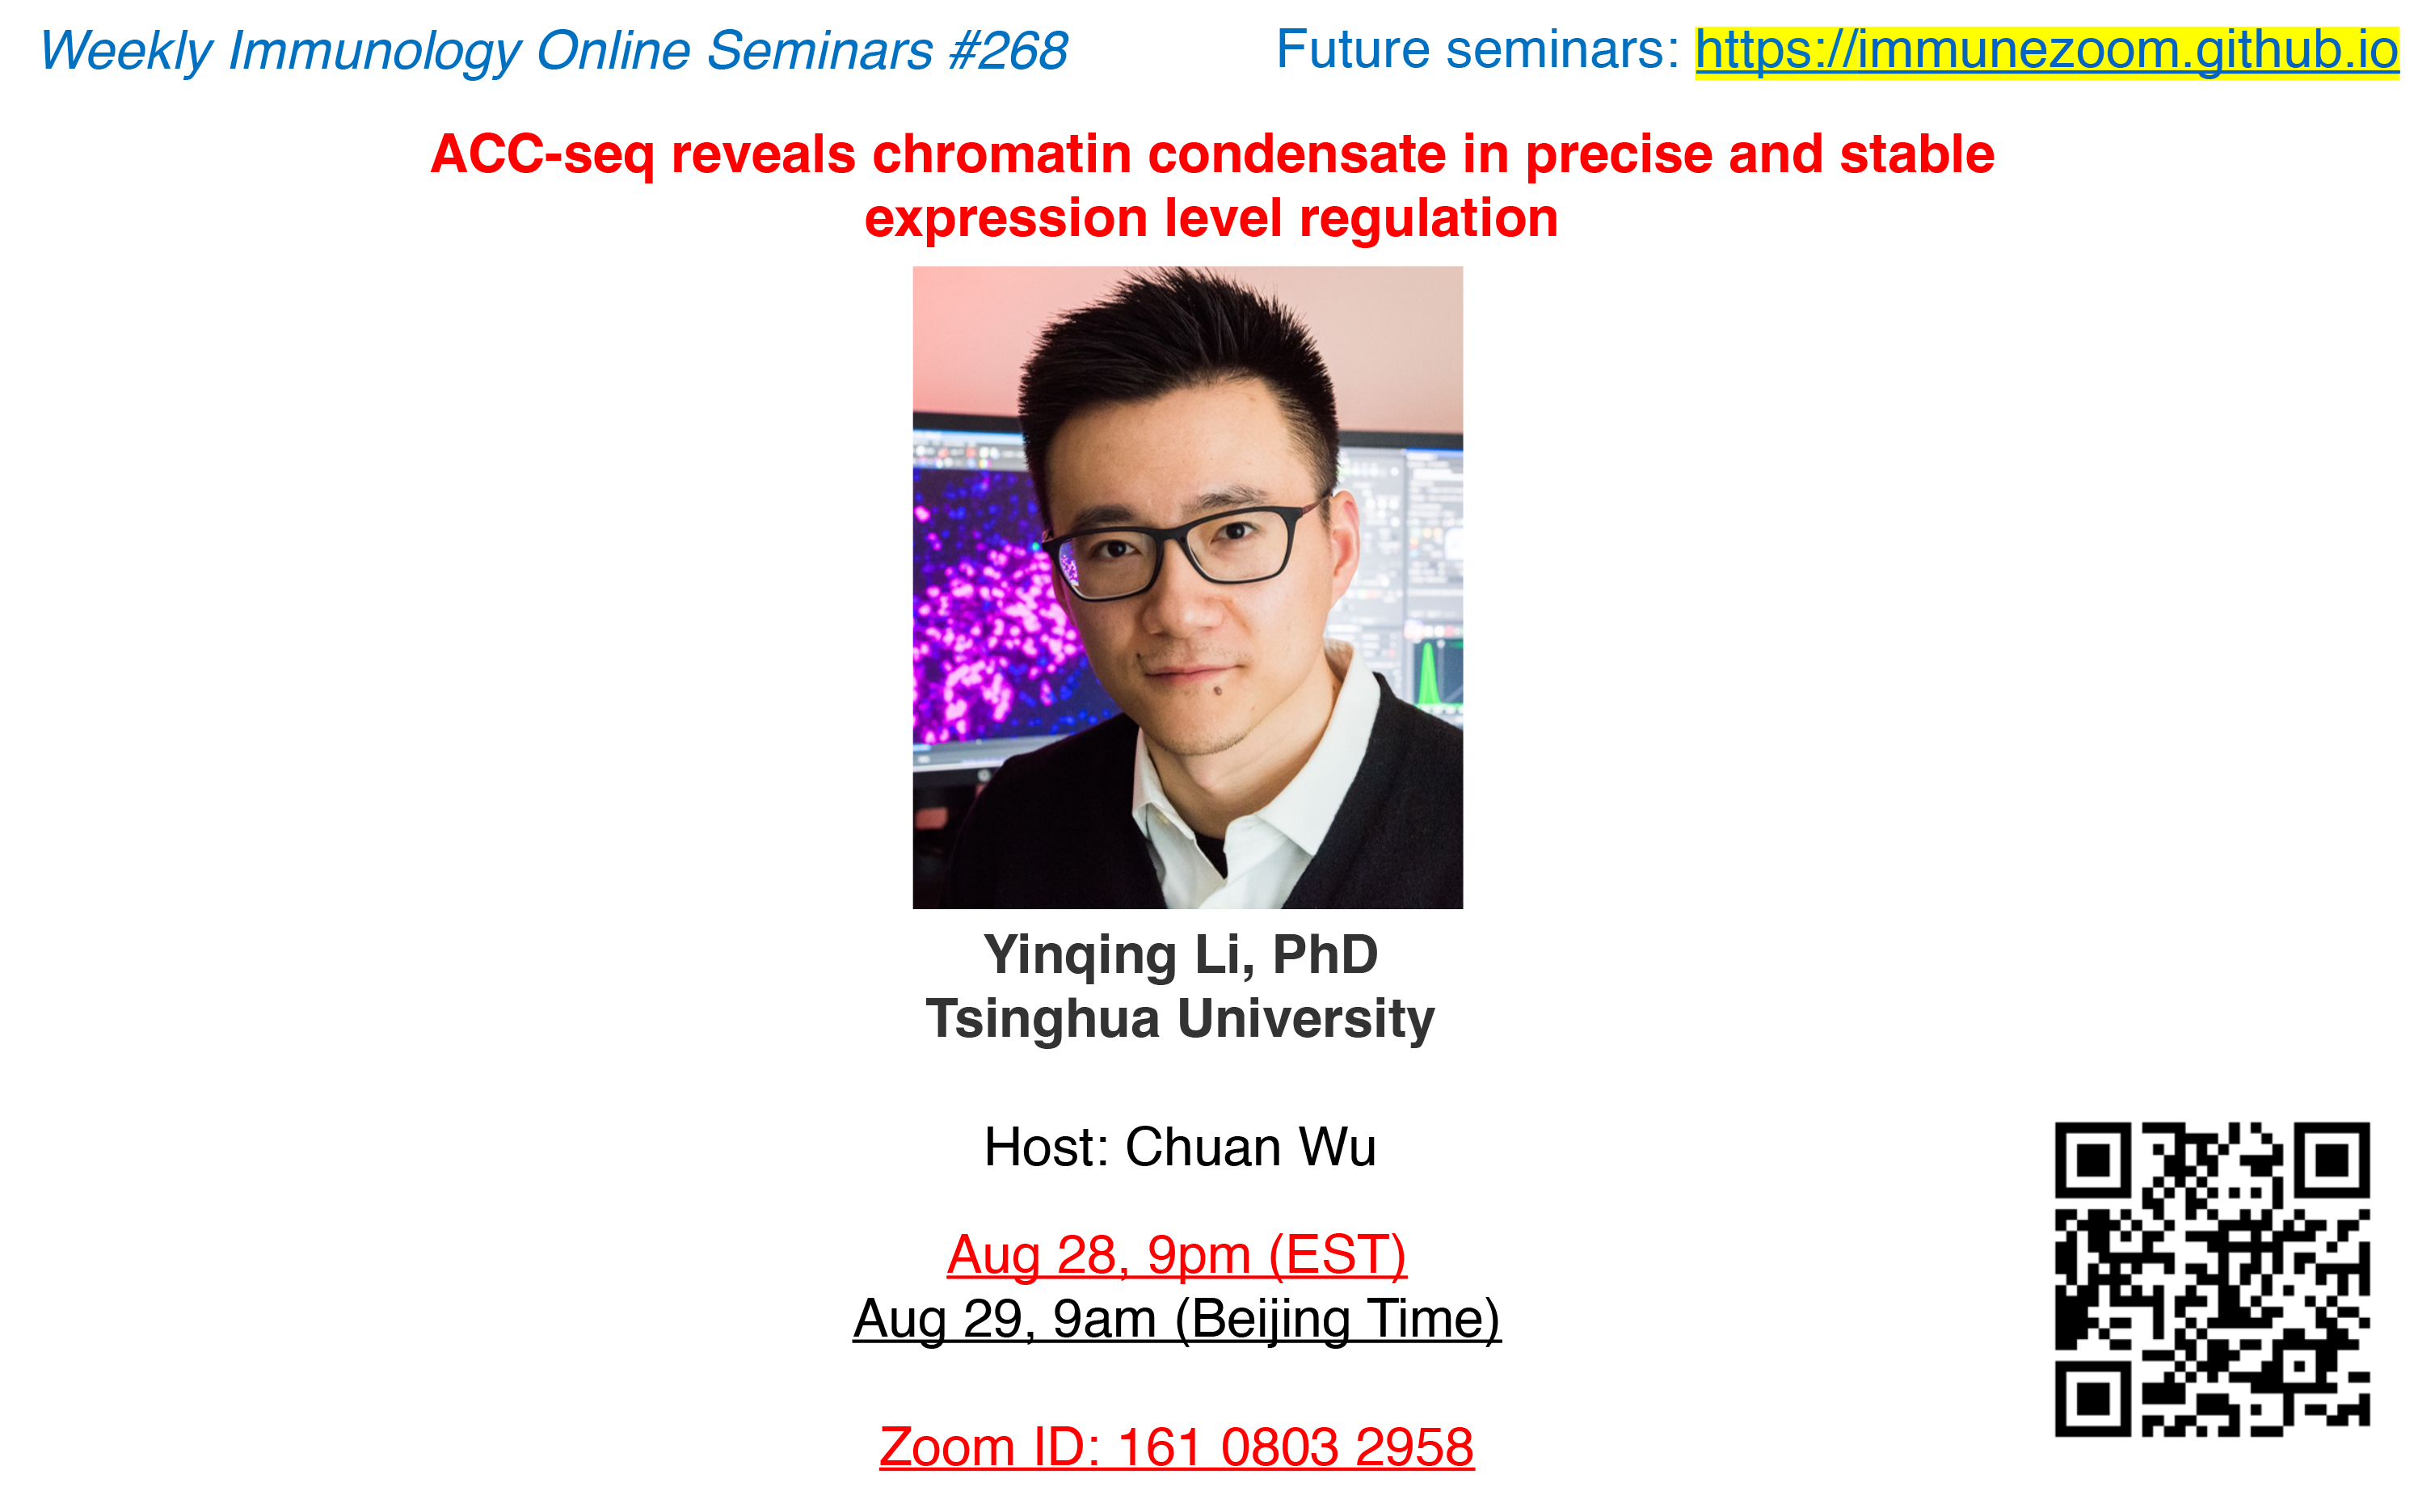 Weekly Immunology Online Seminars #268
Future seminars: https://immunezoom.github.io
ACC-seq reveals chromatin condensate in precise and stable
expression level regulation
Yinqing Li, PhD
Tsinghua University
Host: Chuan Wu
Aug 28, 9pm (EST)
Aug 29, 9am (Beijing Time)
Zoom ID: 161 0803 2958